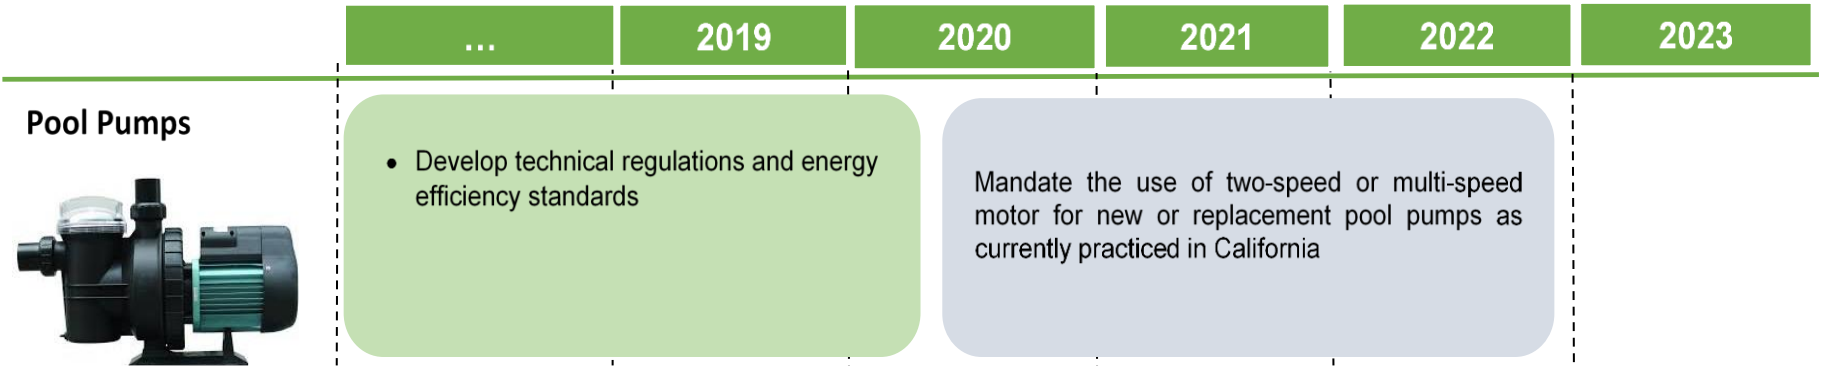 ... 2019 2020 2021 2022 2023
Pool Pumps
• Develop technical regulations and energy
efficiency standards
Mandate the use of two-speed or multi-speed
motor for new or replacement pool pumps as
currently practiced in California